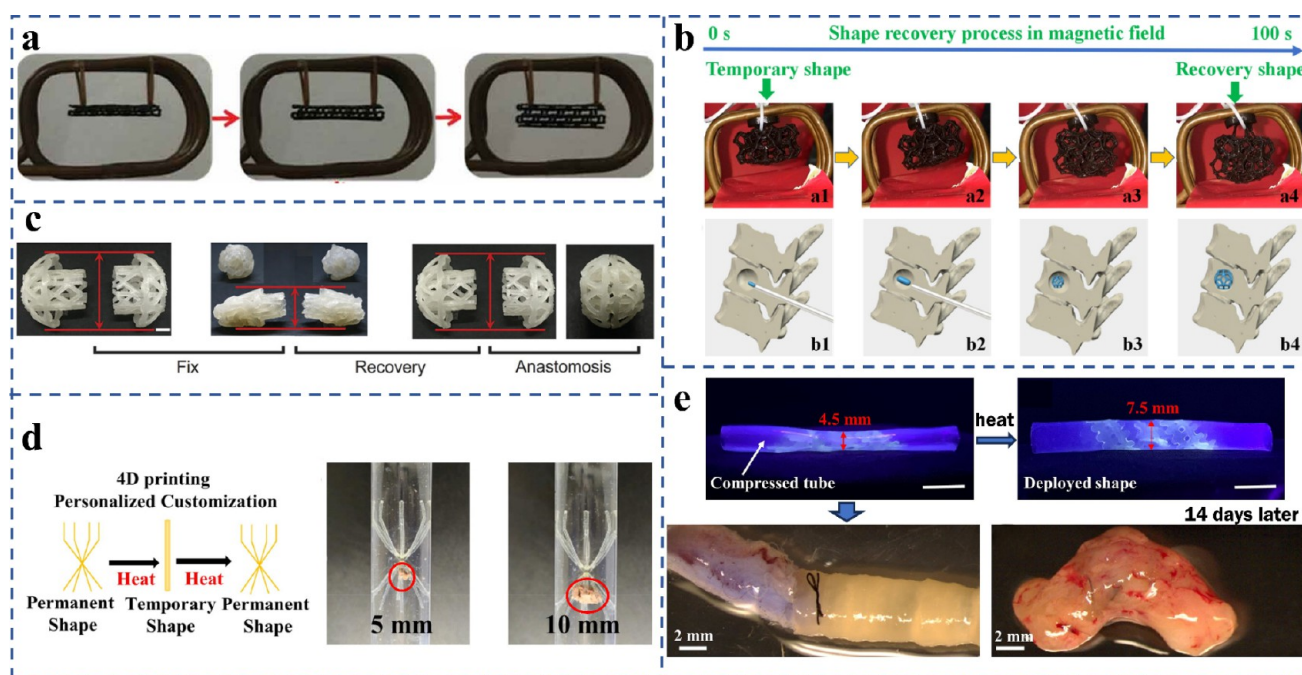 a
b
0 s
Shape recovery process in magnetic field
100 s
Temporary shape
Recovery shape
a1
a2
a3
a4
b1
b2
b3
b4
c
Fix
Recovery
Anastomosis
d
4D printing
Personalized Customization
Heat
Heat
Permanent
Shape
Temporary
Shape
Permanent
Shape
5 mm
10 mm
e
4.5 mm
heat
7.5 mm
Compressed tube
Deployed shape
14 days later
2 mm
2 mm